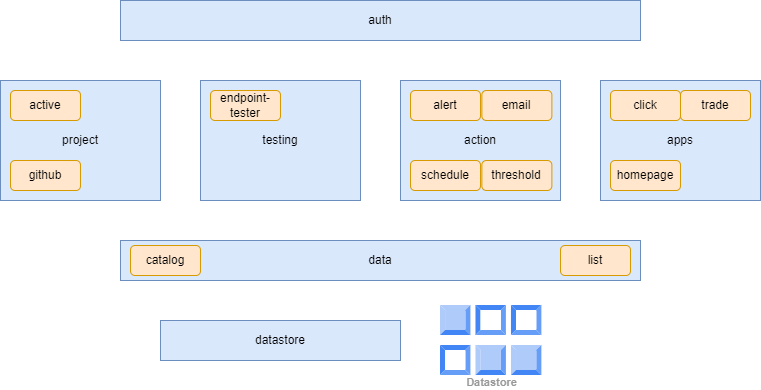 auth
active
endpoint-
tester
alert
email
click
trade
project
testing
action
apps
github
schedule
threshold
homepage
catalog
data
list
datastore
Datastore